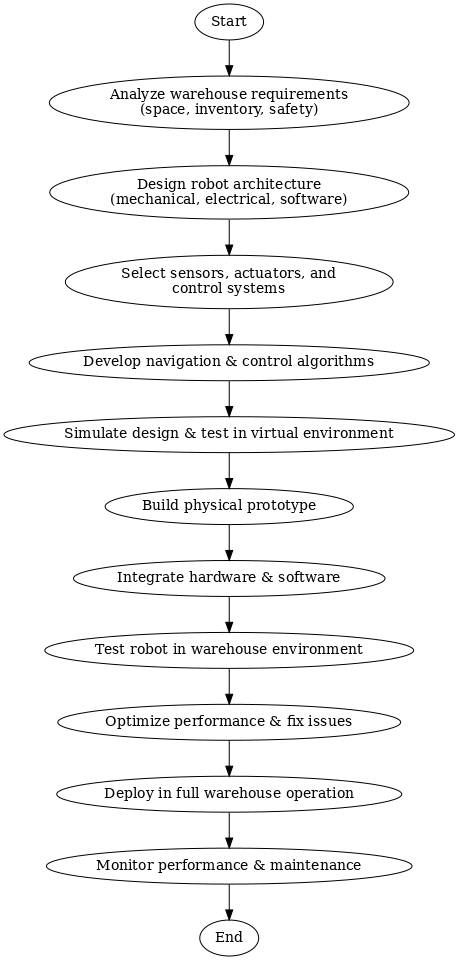 Start
Analyze warehouse requirements
(space, inventory, safety)
Design robot architecture
(mechanical, electrical, software)
Select sensors, actuators, and
control systems
Develop navigation & control algorithms
Simulate design & test in virtual environment
Build physical prototype
Integrate hardware & software
Test robot in warehouse environment
Optimize performance & fix issues
Deploy in full warehouse operation
Monitor performance & maintenance
End